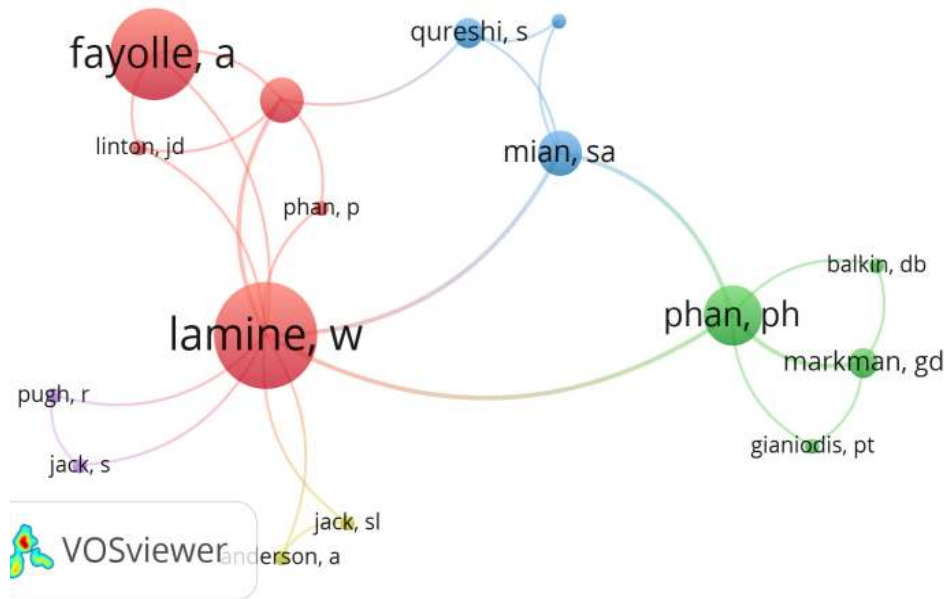 qureshi, s
fayolle, a
linton, jd
mian, sa
phan, p
balkin, db
phan, ph
lamine, w
markman, gd
pugh, r
gianiodis, pt
jack, s
jack, sl
VOSviewer
anderson, a